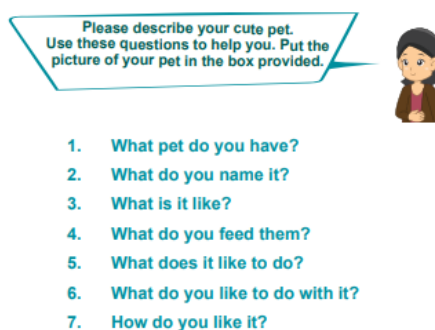 Please describe your cute pet.
Use these questions to help you. Put the
picture of your pet in the box provided.
1. What pet do you have?
2. What do you name it?
3. What is it like?
4. What do you feed them?
5. What does it like to do?
6. What do you like to do with it?
7. How do you like it?